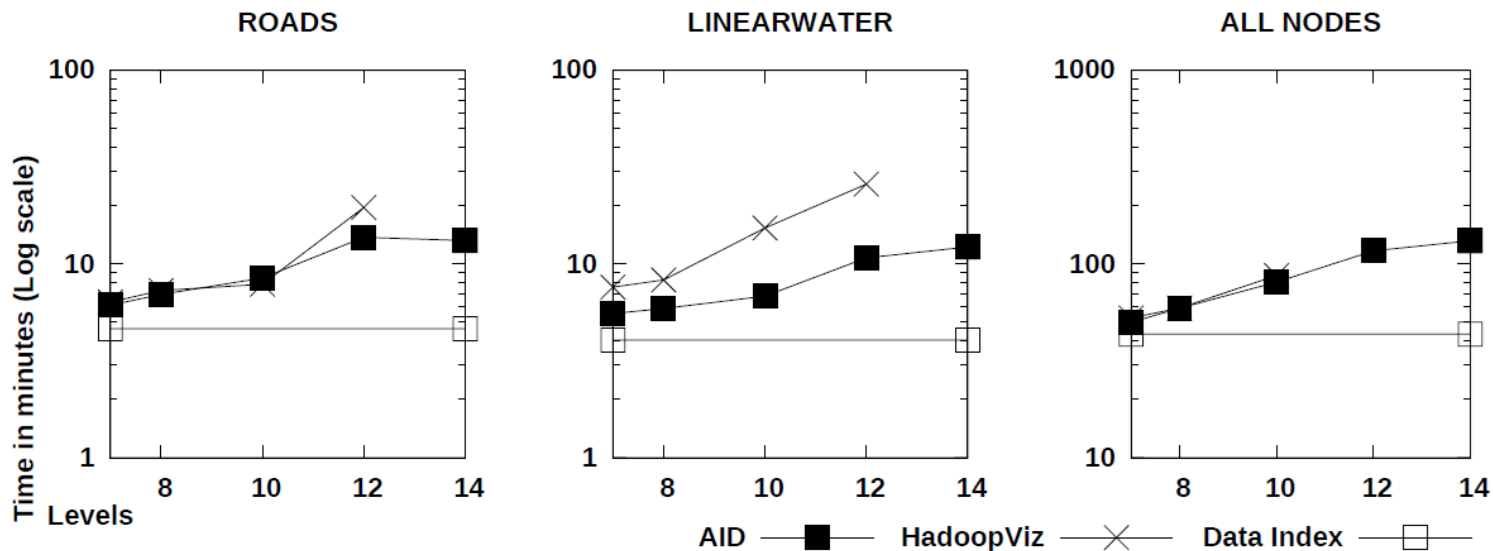 ROADS LINEARWATER ALL NODES
Time in minutes (Log scale)
100 100 1000
10 10 100
1 1 10
8 10 12 14 8 10 12 14 8 10 12 14
Levels
AID HadoopViz Data Index